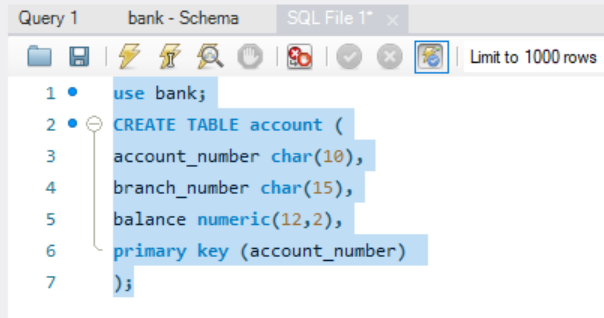 Query 1 bank - Schema SQL File 1* ×
Limit to 1000 rows
1 use bank;
2 CREATE TABLE account (
3 account_number char(10),
4 branch_number char(15),
5 balance numeric(12,2),
6 primary key (account_number)
7 );